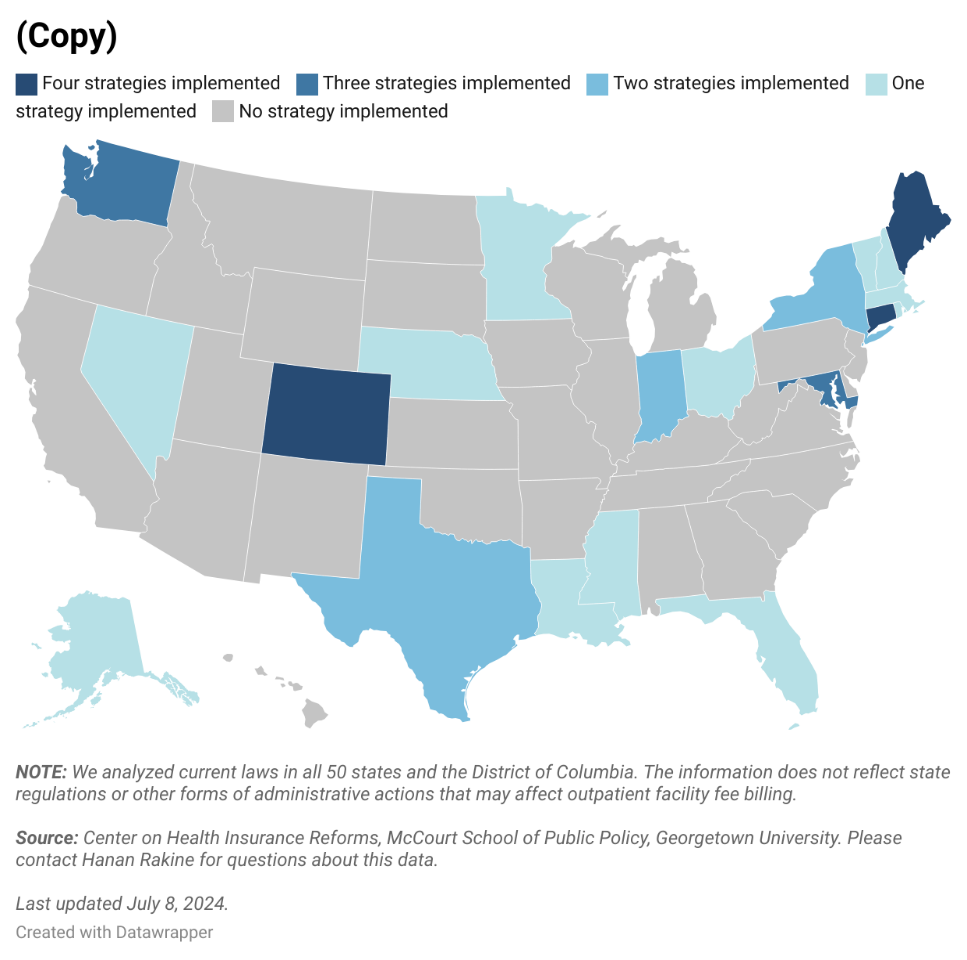 (Copy)
Four strategies implemented Three strategies implemented Two strategies implemented One
strategy implemented No strategy implemented
NOTE: We analyzed current laws in all 50 states and the District of Columbia. The information does not reflect state
regulations or other forms of administrative actions that may affect outpatient facility fee billing.
Source: Center on Health Insurance Reforms, McCourt School of Public Policy, Georgetown University. Please
contact Hanan Rakine for questions about this data.
Last updated July 8, 2024.
Created with Datawrapper